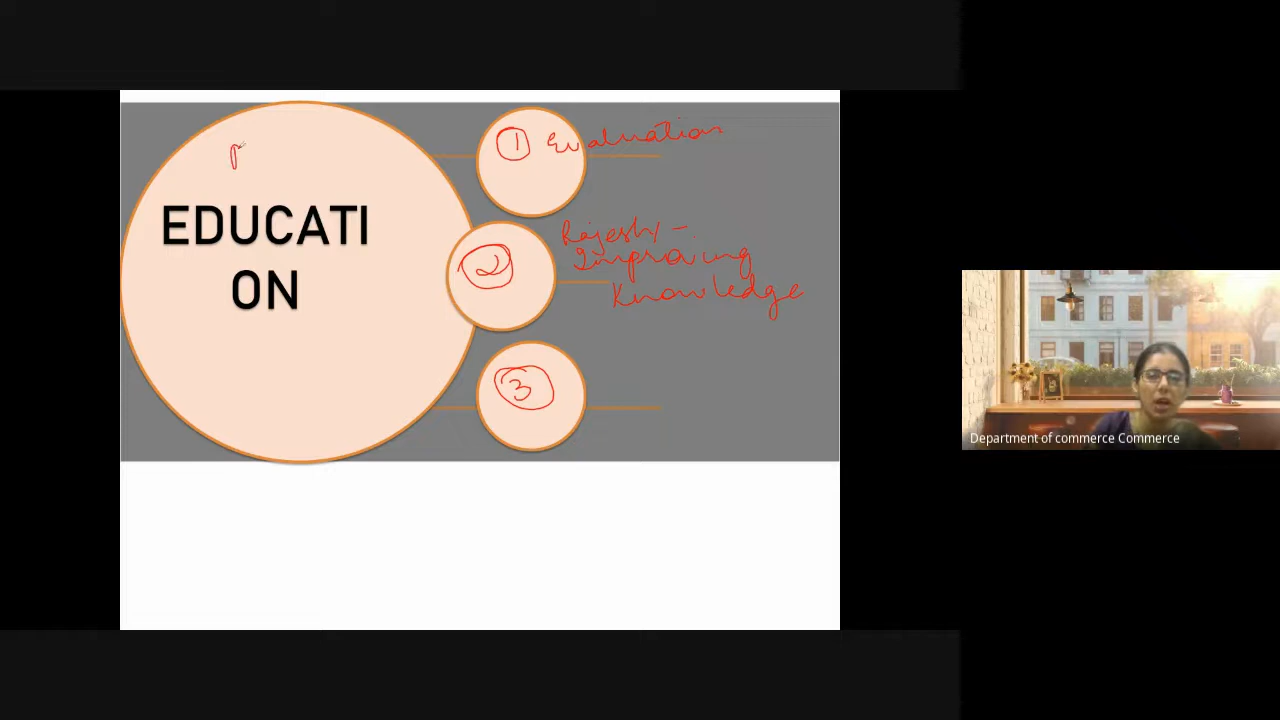 EDUCATI
ON
1 Evaluation
2
Rajesh -
Improving
Knowledge
3
Department of commerce Commerce